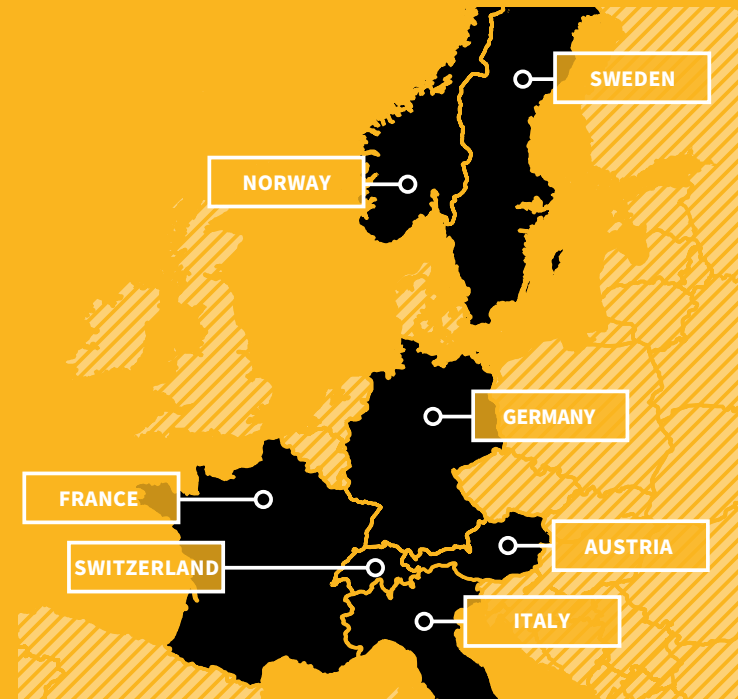 SWEDEN
NORWAY
GERMANY
FRANCE
AUSTRIA
SWITZERLAND
ITALY